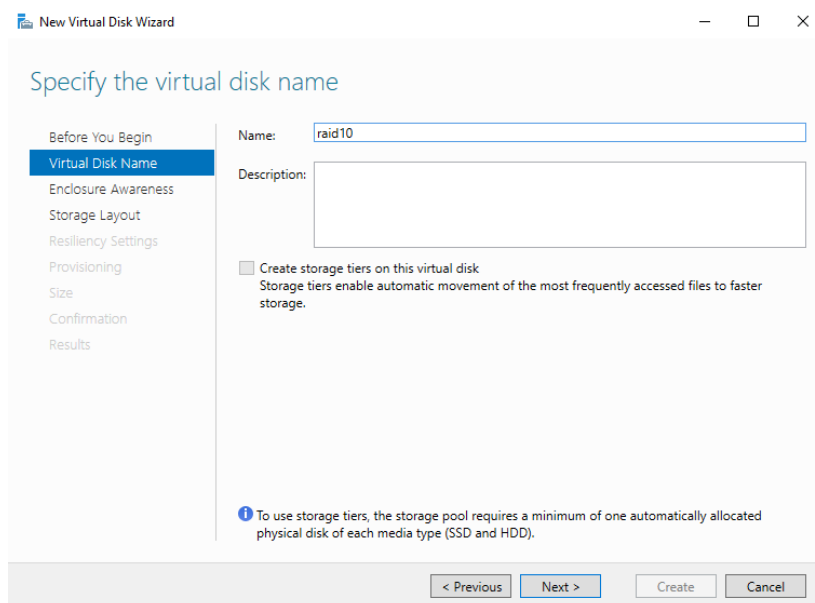 New Virtual Disk Wizard
Specify the virtual disk name
Before You Begin
Virtual Disk Name
Enclosure Awareness
Storage Layout
Resiliency Settings
Provisioning
Size
Confirmation
Results
Name:
raid10
Description:
Create storage tiers on this virtual disk
Storage tiers enable automatic movement of the most frequently accessed files to faster
storage.
To use storage tiers, the storage pool requires a minimum of one automatically allocated
physical disk of each media type (SSD and HDD).
< Previous
Next >
Create
Cancel